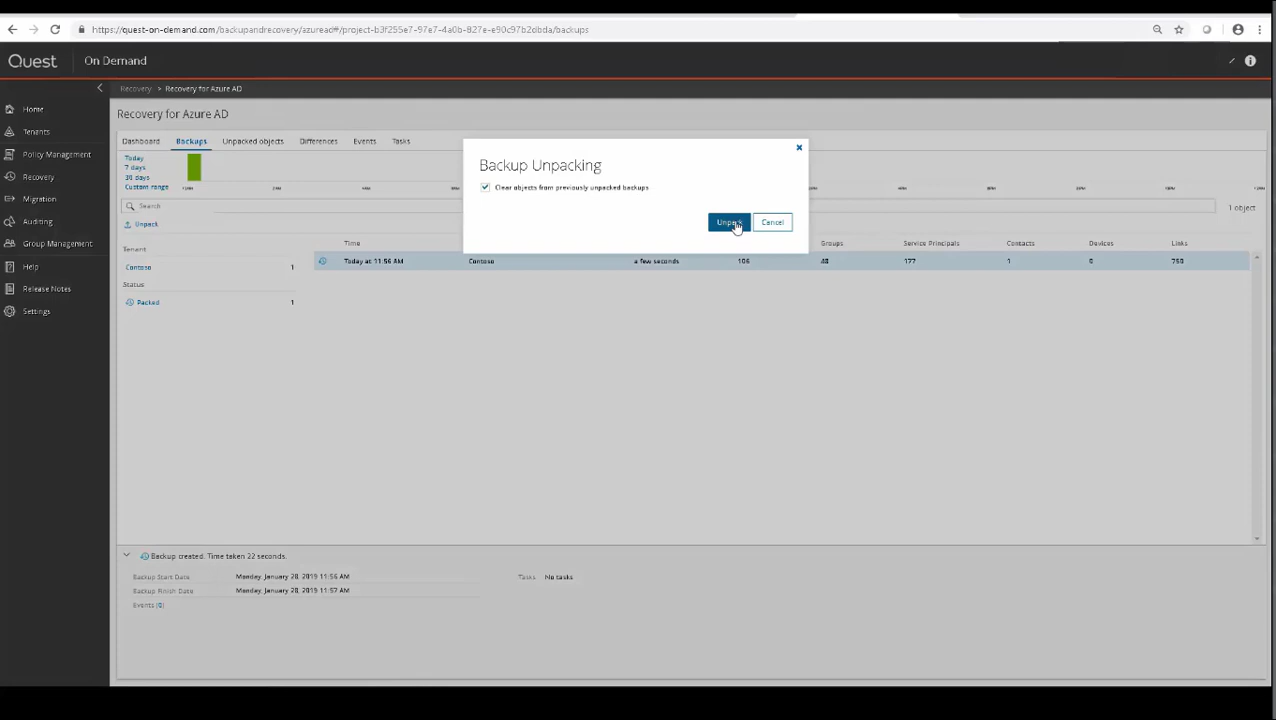 https://quest-on-demand.com/backupandrecovery/azuread#/project-b3f255e7-97e7-4a0b-827e-e90c97b2dbda/backups
Quest On Demand
Recovery > Recovery for Azure AD
Home
Tenants
Policy Management
Recovery
Migration
Auditing
Group Management
Help
Release Notes
Settings
Recovery for Azure AD
Dashboard Backups Unpacked objects Differences Events Tasks
Today
7 days
30 days
Custom range
Search
1 object
Unpack
Backup Unpacking
Clear objects from previously unpacked backups
Unpack Cancel
Tenant
Contoso 1
Status
Packed 1
Time Groups Service Principals Contacts Devices Links
Today at 11:56 AM Contoso a few seconds 106 48 177 1 0 759
Backup created. Time taken 22 seconds.
Backup Start Date Monday, January 28, 2019 11:56 AM Tasks No tasks
Backup Finish Date Monday, January 28, 2019 11:57 AM
Events (0)